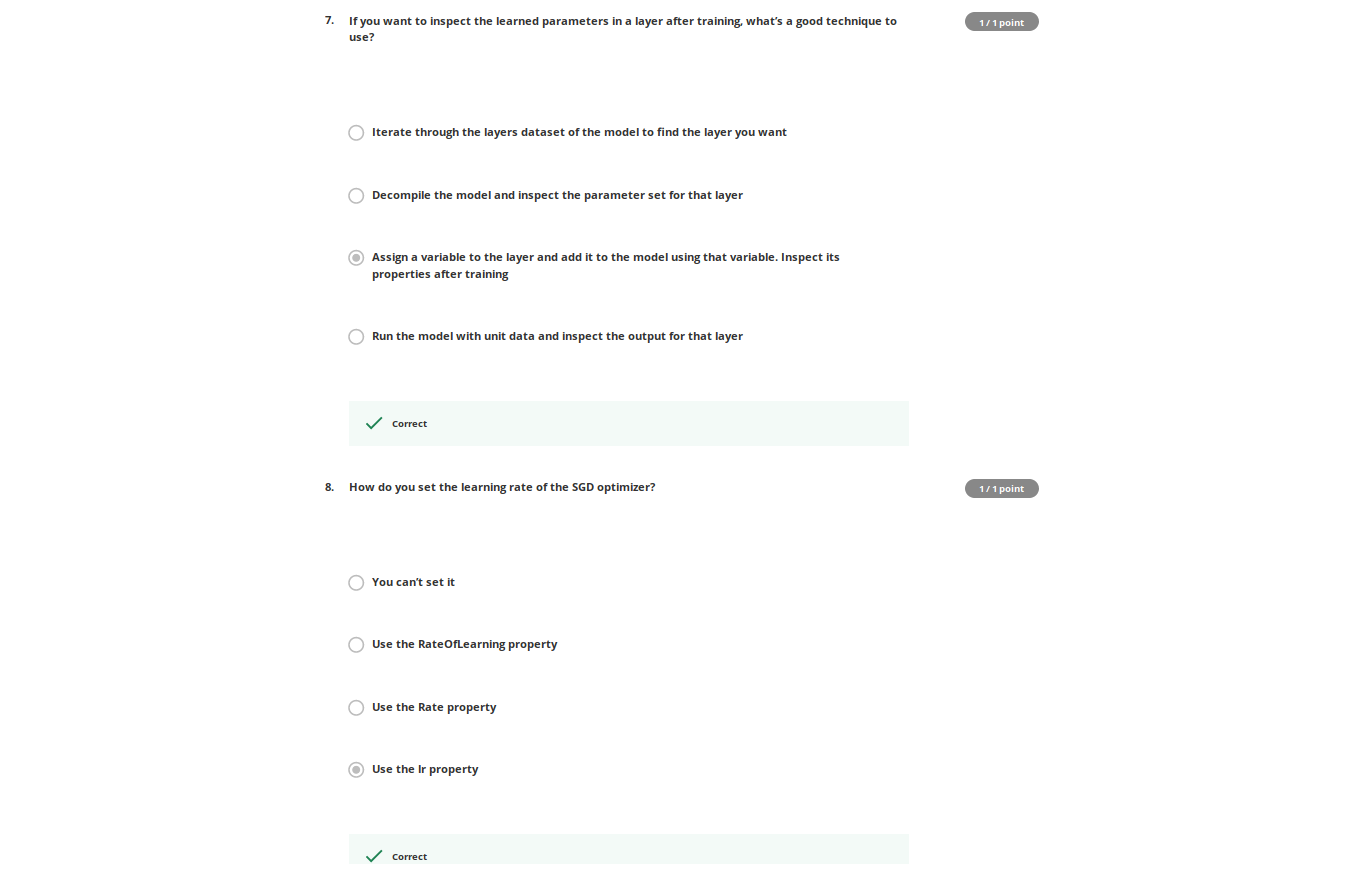 7. If you want to inspect the learned parameters in a layer after training, what’s a good technique to
use?
1 / 1 point
Iterate through the layers dataset of the model to find the layer you want
Decompile the model and inspect the parameter set for that layer
Assign a variable to the layer and add it to the model using that variable. Inspect its
properties after training
Run the model with unit data and inspect the output for that layer
Correct
8. How do you set the learning rate of the SGD optimizer?
1 / 1 point
You can’t set it
Use the RateOfLearning property
Use the Rate property
Use the lr property
Correct